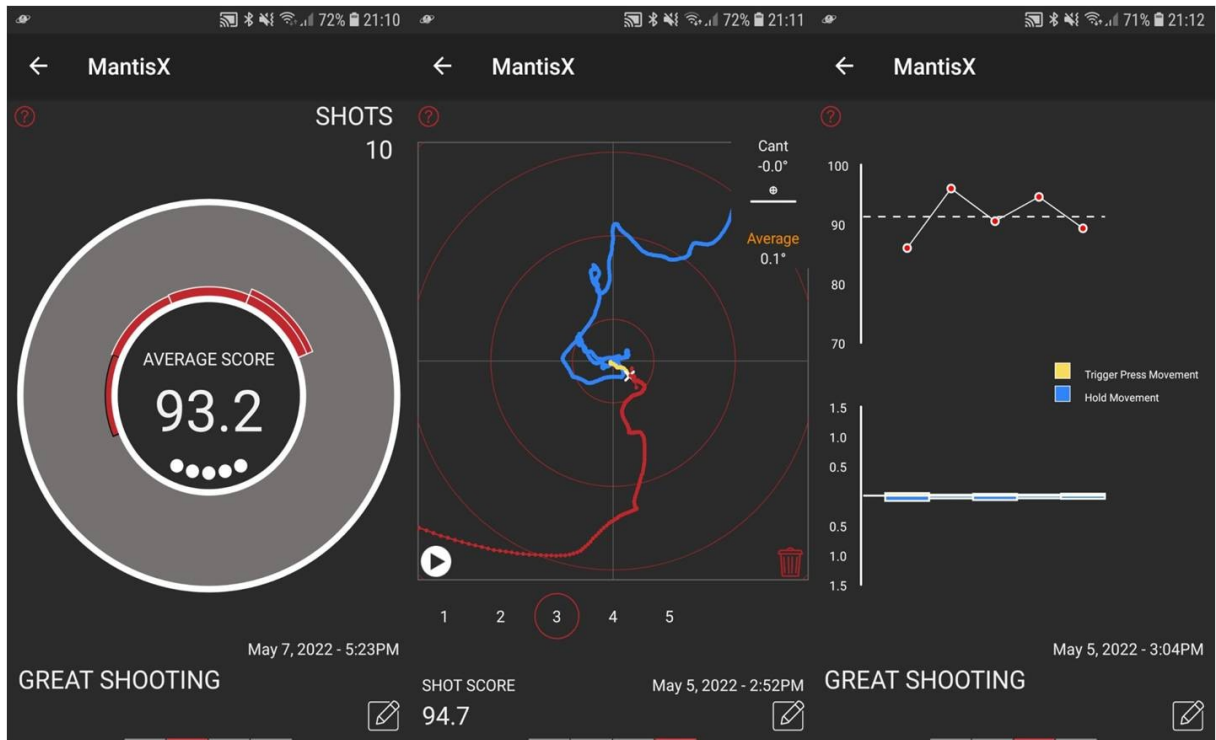 72% 21:10
MantisX
?
SHOTS
10
AVERAGE SCORE
93.2
May 7, 2022 - 5:23PM
GREAT SHOOTING
72% 21:11
MantisX
?
Cant
-0.0°
Average
0.1°
1 2 3 4 5
SHOT SCORE
May 5, 2022 - 2:52PM
94.7
71% 21:12
MantisX
?
100
90
80
70
Trigger Press Movement
Hold Movement
1.5
1.0
0.5
0.5
1.0
1.5
May 5, 2022 - 3:04PM
GREAT SHOOTING